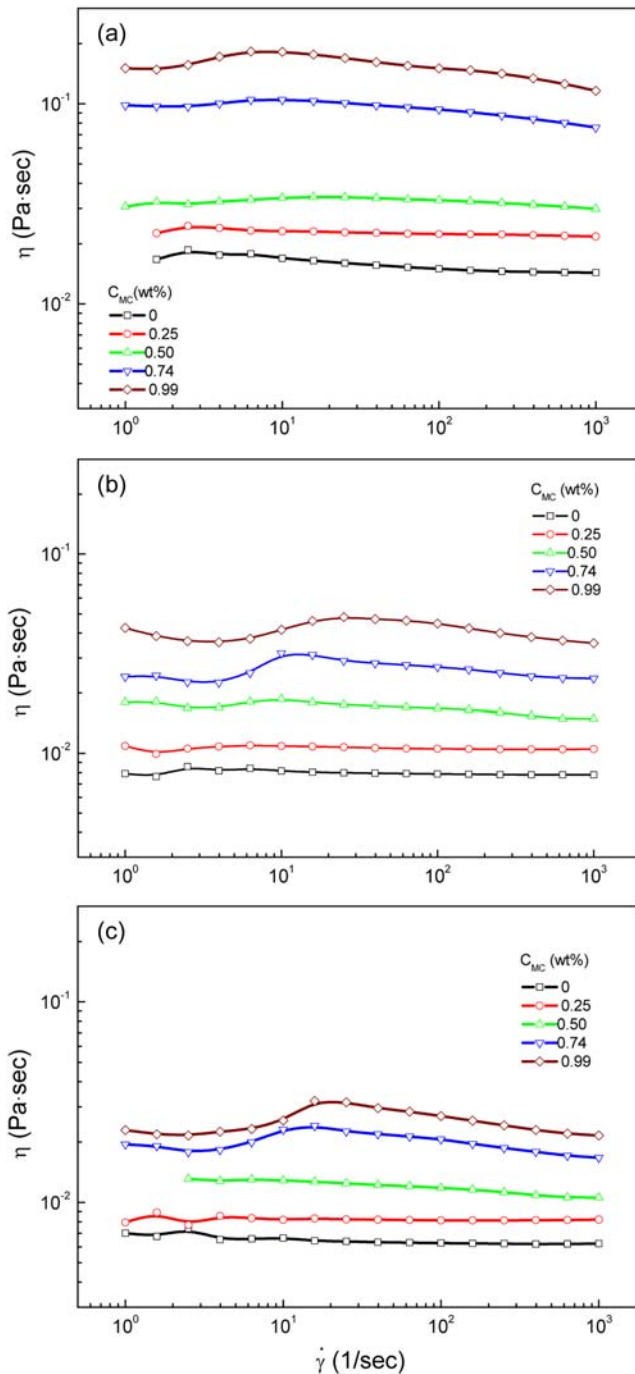 (a)
10⁻¹
η (Pa·sec)
10⁻²
C_MC(wt%)
0
0.25
0.50
0.74
0.99
10⁰ 10¹ 10² 10³
(b)
C_MC (wt%)
0
0.25
0.50
0.74
0.99
10⁻¹
η (Pa·sec)
10⁻²
10⁰ 10¹ 10² 10³
(c)
C_MC (wt%)
0
0.25
0.50
0.74
0.99
10⁻¹
η (Pa·sec)
10⁻²
10⁰ 10¹ 10² 10³
γ̇ (1/sec)